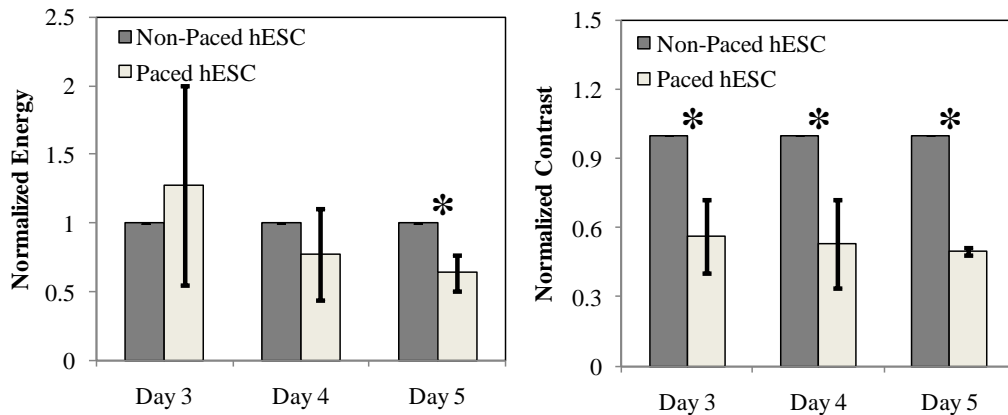 Normalized Energy
2.5
2
1.5
1
0.5
0
Non-Paced hESC
Paced hESC
*
Day 3
Day 4
Day 5
Normalized Contrast
1.5
1.2
0.9
0.6
0.3
0
Non-Paced hESC
Paced hESC
* * *
Day 3
Day 4
Day 5